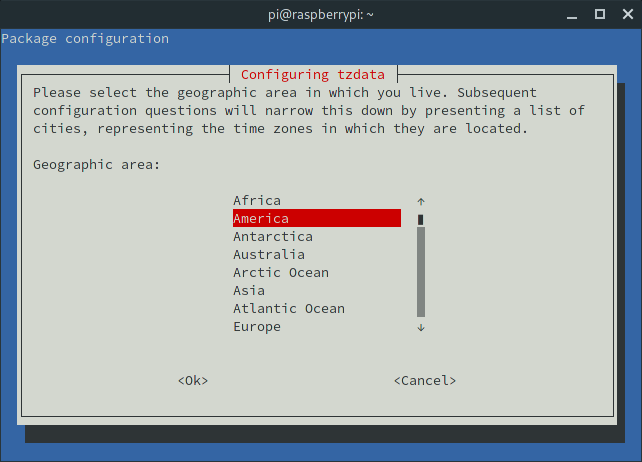 pi@raspberrypi: ~
Package configuration
Configuring tzdata
Please select the geographic area in which you live. Subsequent
configuration questions will narrow this down by presenting a list of
cities, representing the time zones in which they are located.
Geographic area:
Africa
America
Antarctica
Australia
Arctic Ocean
Asia
Atlantic Ocean
Europe
<Ok> <Cancel>